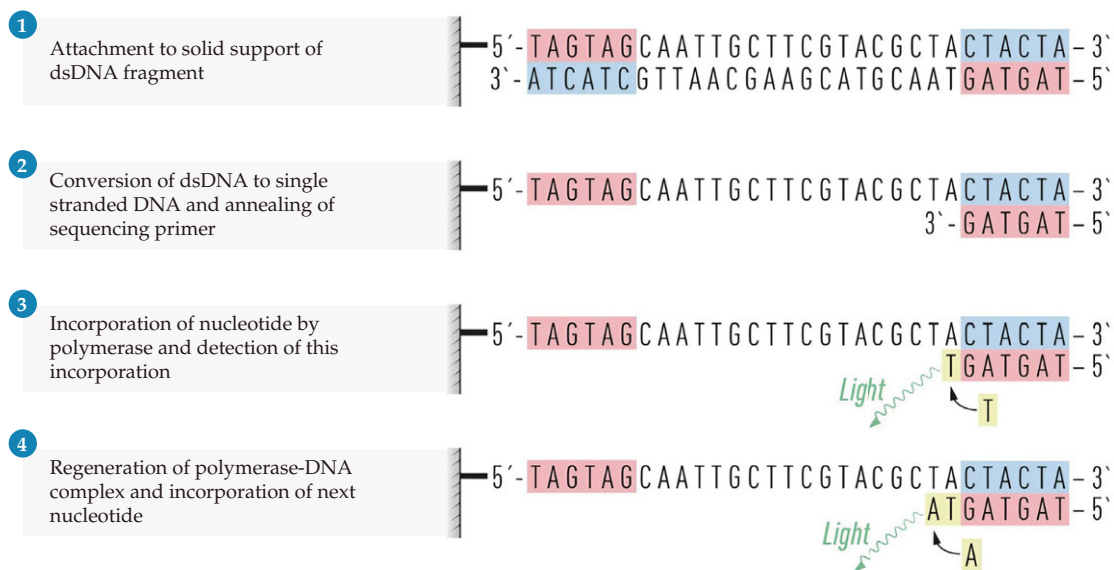 1
Attachment to solid support of
dsDNA fragment
5´-TAGTAGCAATTGCTTCGTACGCTACTACTA-3`
3`-ATCATCGTTAACGAAGCATGCAATGATGAT-5`
2
Conversion of dsDNA to single
stranded DNA and annealing of
sequencing primer
5´-TAGTAGCAATTGCTTCGTACGCTACTACTA-3`
3`-GATGAT-5`
3
Incorporation of nucleotide by
polymerase and detection of this
incorporation
5´-TAGTAGCAATTGCTTCGTACGCTACTACTA-3`
TGATGAT-5`
Light
T
4
Regeneration of polymerase-DNA
complex and incorporation of next
nucleotide
5´-TAGTAGCAATTGCTTCGTACGCTACTACTA-3`
ATGATGAT-5`
Light
A